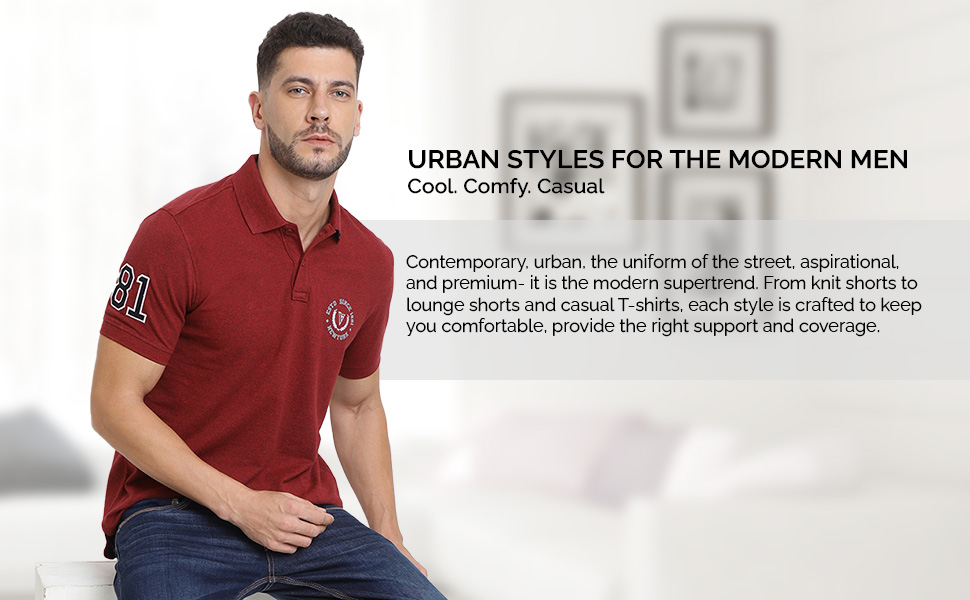 URBAN STYLES FOR THE MODERN MEN
Cool. Comfy. Casual
Contemporary, urban, the uniform of the street, aspirational,
and premium- it is the modern supertrend. From knit shorts to
lounge shorts and casual T-shirts, each style is crafted to keep
you comfortable, provide the right support and coverage.
81
ESTD SINCE